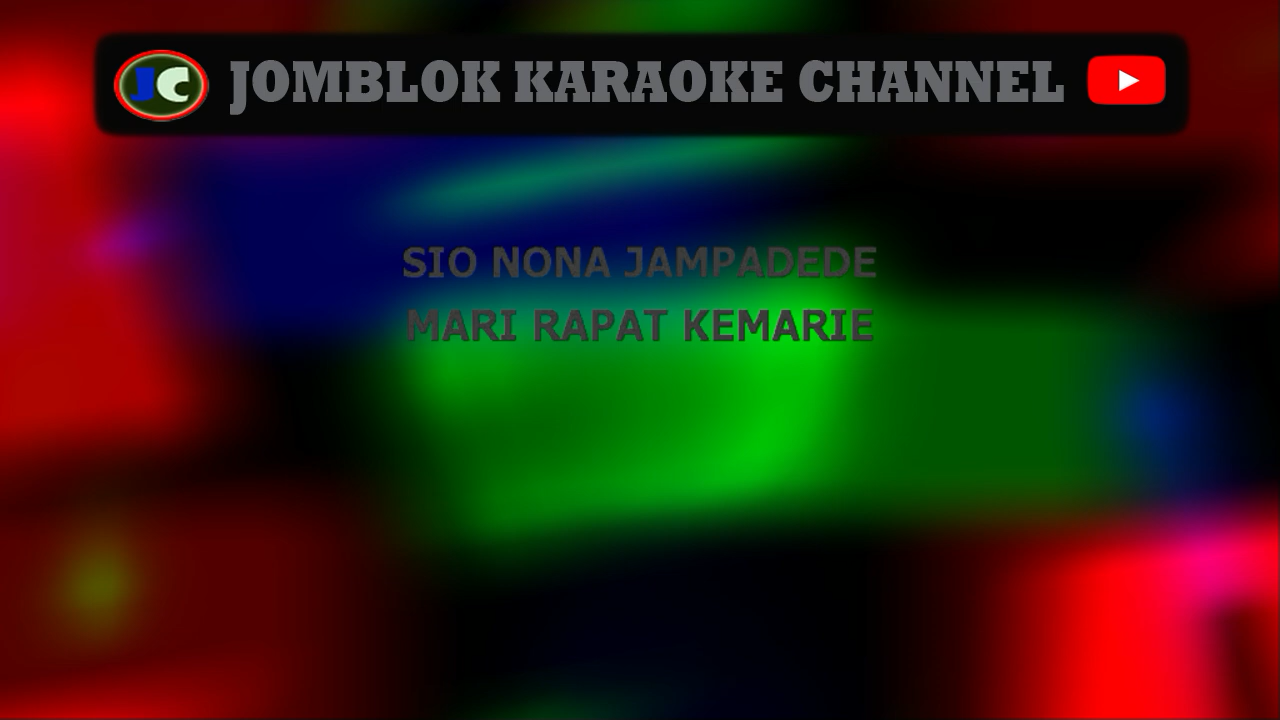 JC JOMBLOK KARAOKE CHANNEL
SIO NONA JAMPADEDE
MARI RAPAT KEMARIE